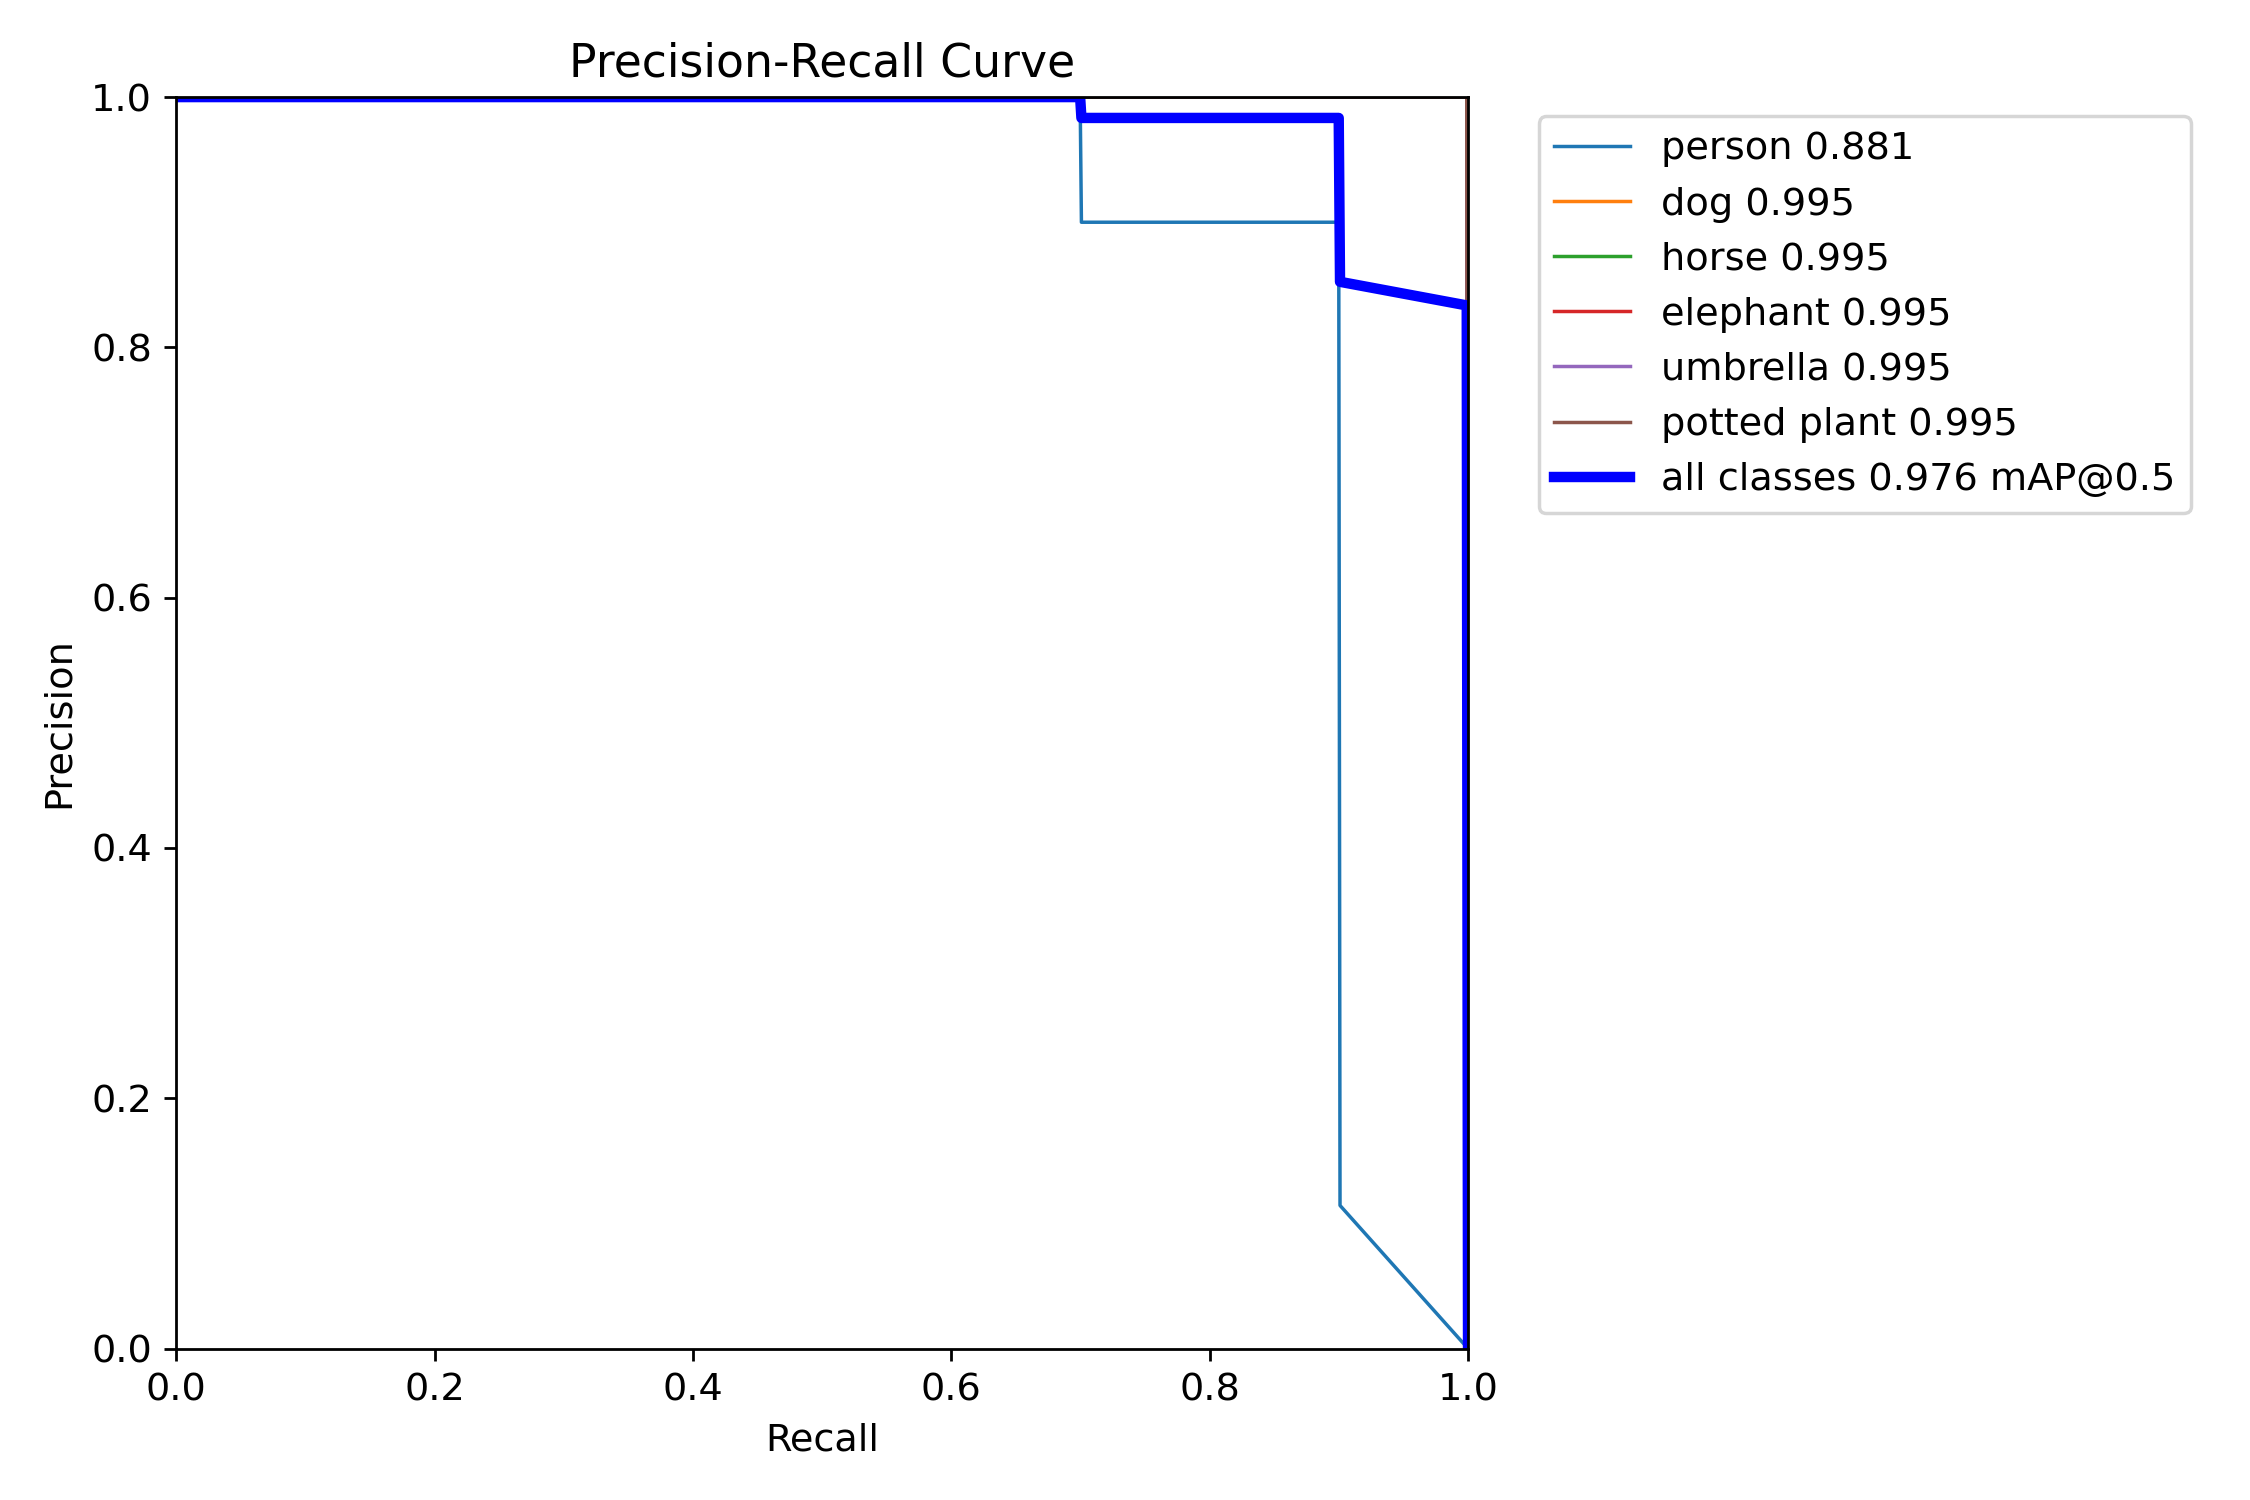 Precision-Recall Curve
1.0
0.8
0.6
0.4
0.2
0.0
Precision
0.0 0.2 0.4 0.6 0.8 1.0
Recall
person 0.881
dog 0.995
horse 0.995
elephant 0.995
umbrella 0.995
potted plant 0.995
all classes 0.976 mAP@0.5